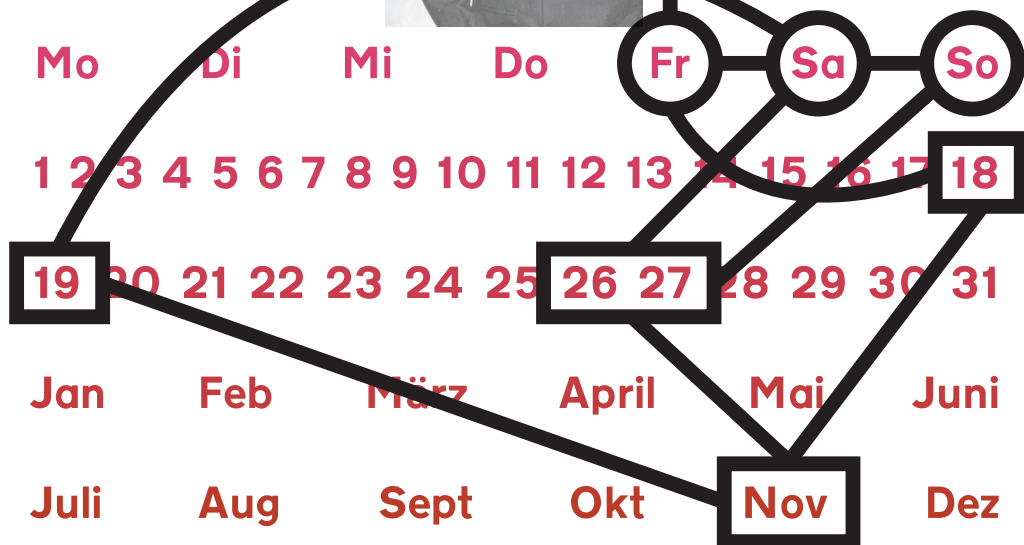 Mo Di Mi Do Fr Sa So
1 2 3 4 5 6 7 8 9 10 11 12 13 14 15 16 17 18
19 20 21 22 23 24 25 26 27 28 29 30 31
Jan Feb März April Mai Juni
Juli Aug Sept Okt Nov Dez